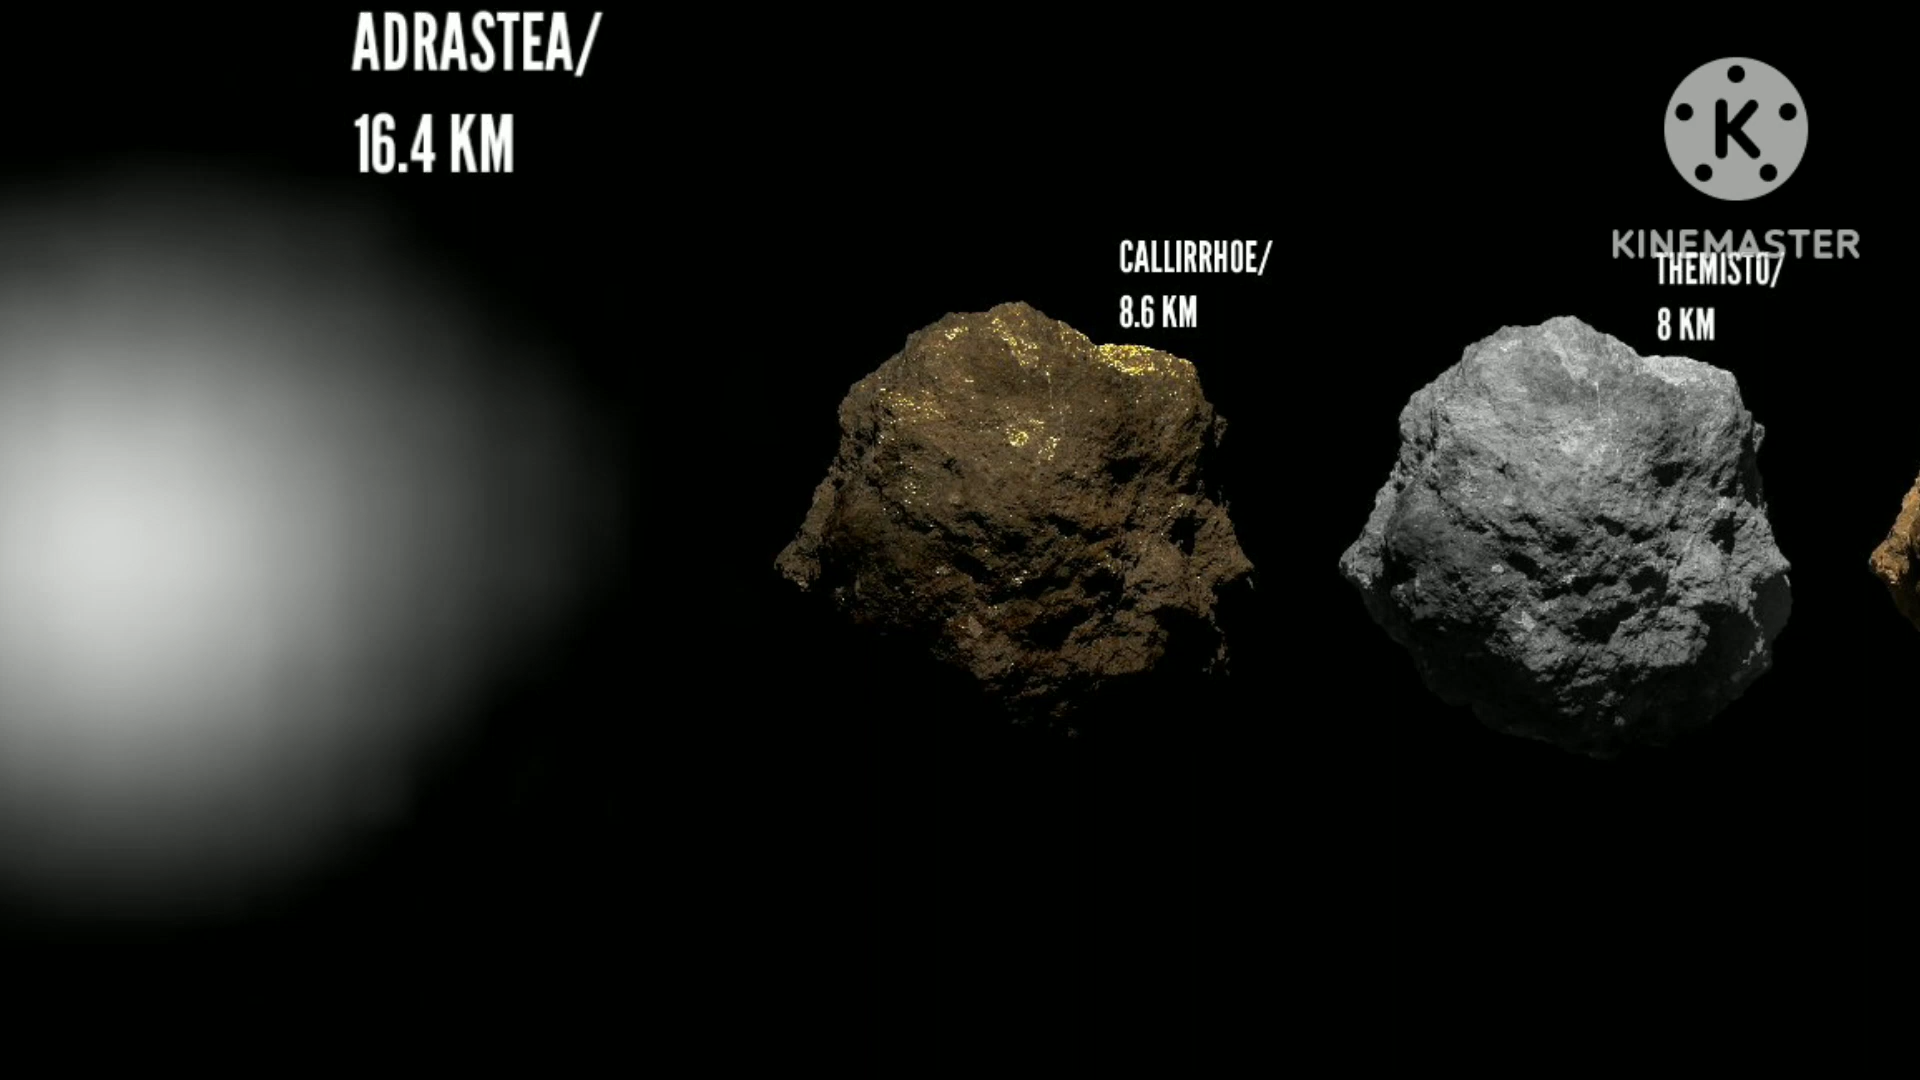 ADRASTEA/
16.4 KM
K
KINEMASTER
CALLIRRHOE/
8.6 KM
THEMISTO/
8 KM